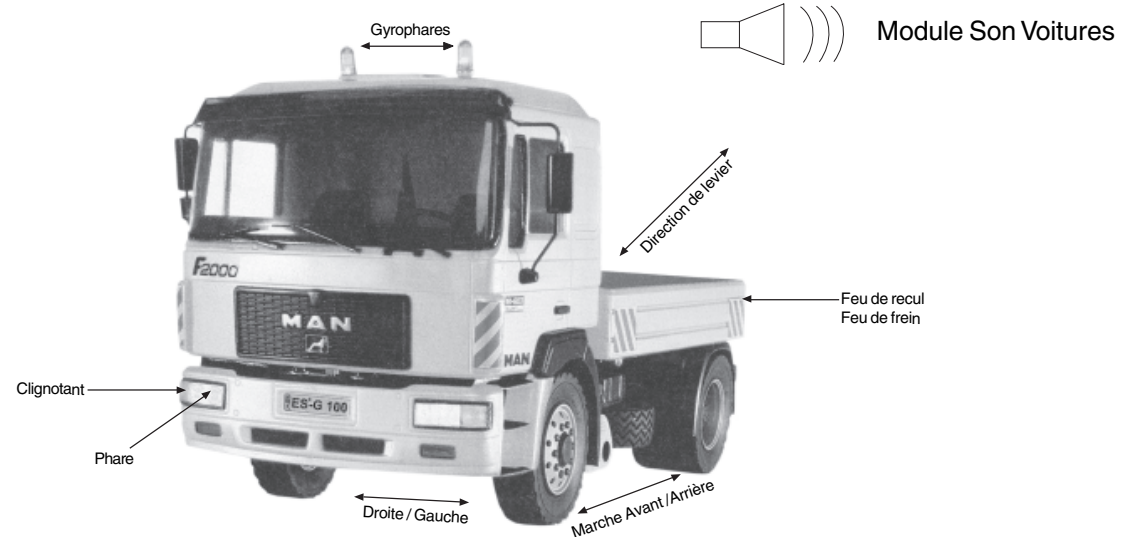 Gyrophares
Module Son Voitures
Direction de levier
F2000
MAN
MAN
Feu de recul
Feu de frein
Clignotant
ES-G 100
Phare
Droite / Gauche
Marche Avant / Arrière